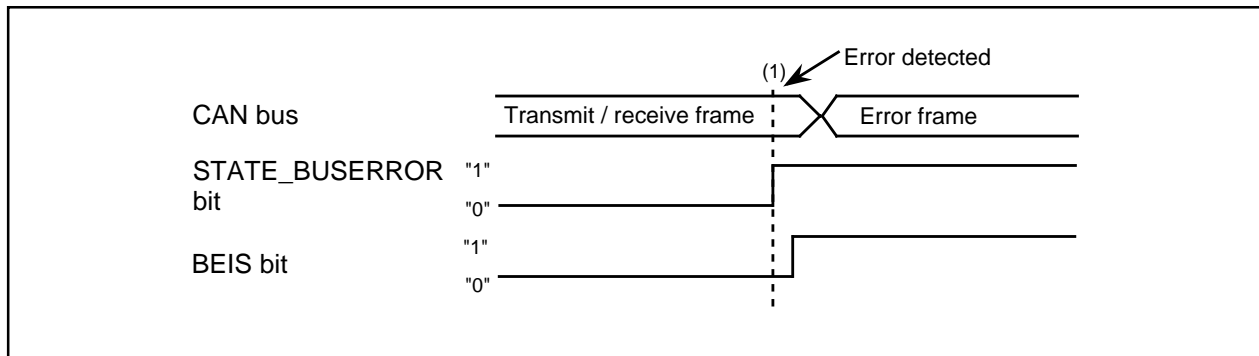 Error detected
(1)
CAN bus
Transmit / receive frame
Error frame
STATE_BUSERROR
bit
"1"
"0"
BEIS bit
"1"
"0"